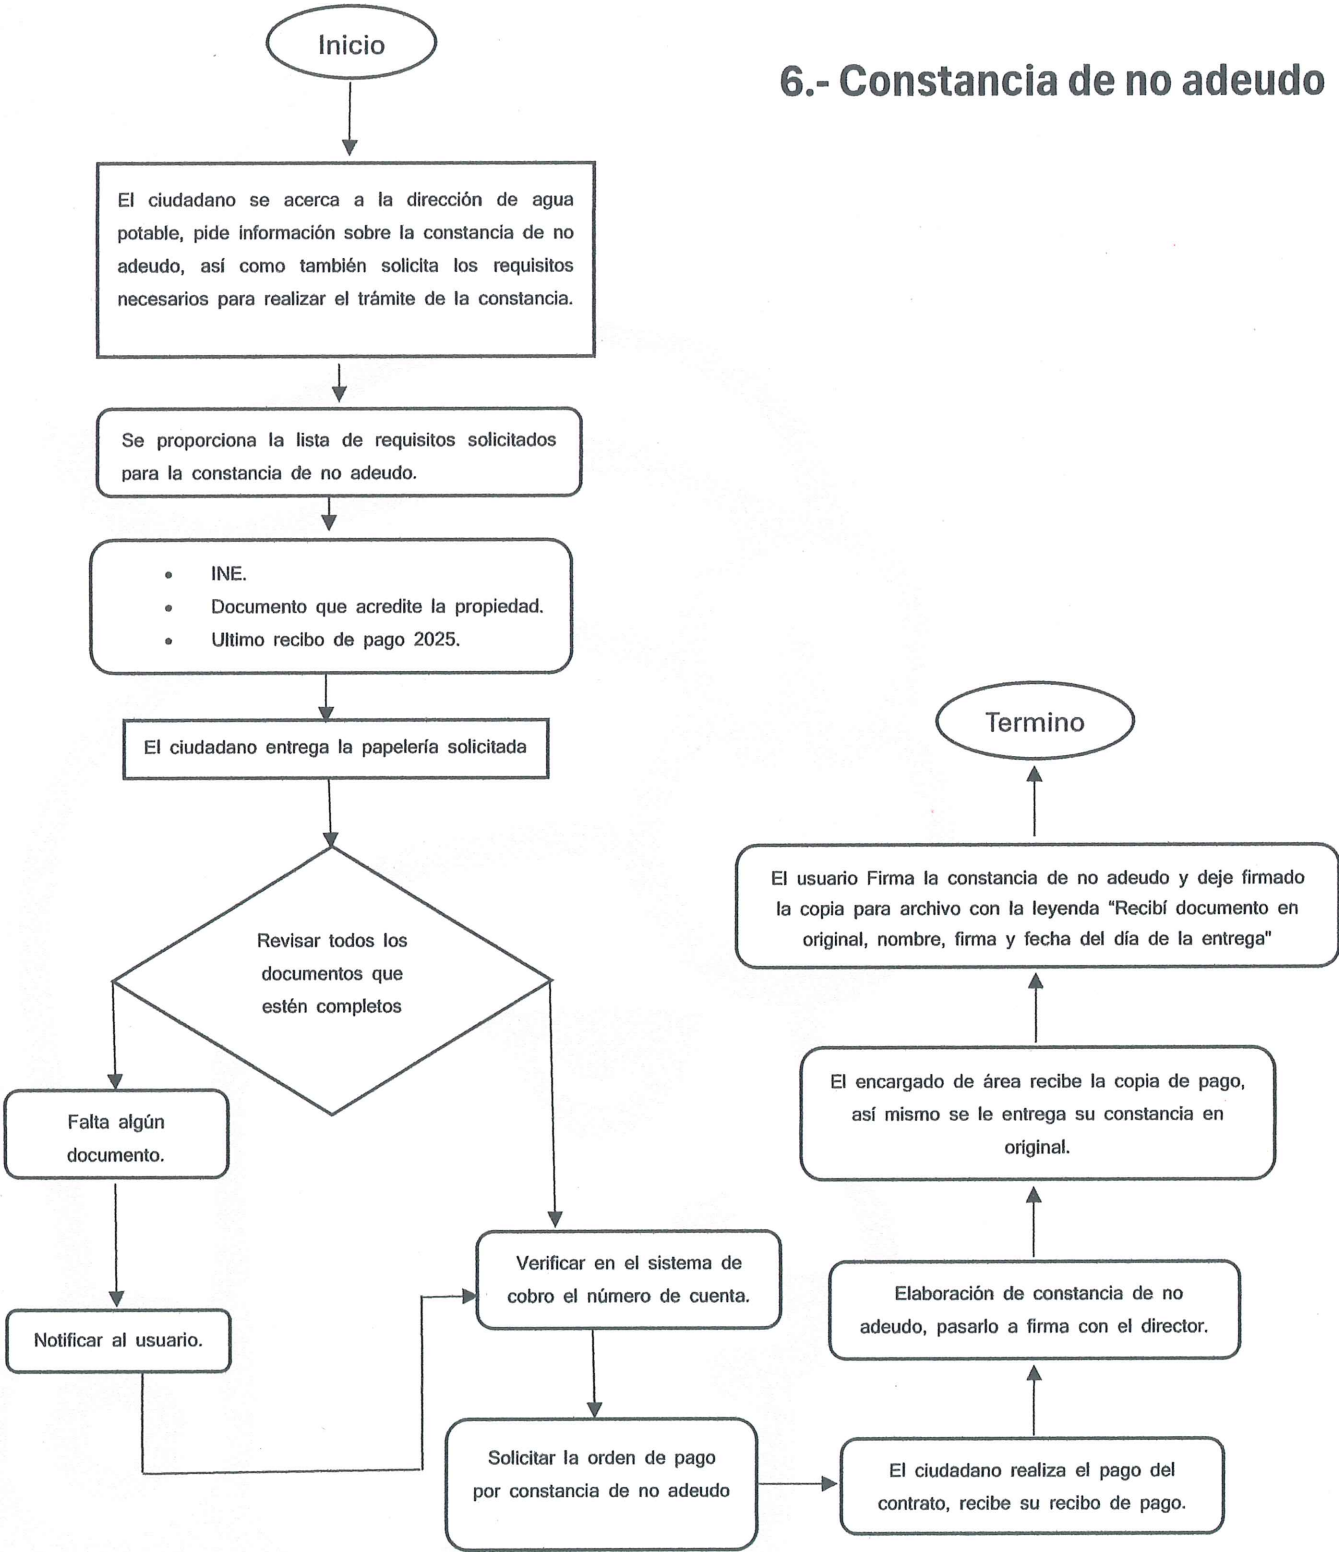 Inicio
6.- Constancia de no adeudo
El ciudadano se acerca a la dirección de agua
potable, pide información sobre la constancia de no
adeudo, así como también solicita los requisitos
necesarios para realizar el trámite de la constancia.
Se proporciona la lista de requisitos solicitados
para la constancia de no adeudo.
• INE.
• Documento que acredite la propiedad.
• Ultimo recibo de pago 2025.
El ciudadano entrega la papelería solicitada
Revisar todos los
documentos que
estén completos
Falta algún
documento.
Notificar al usuario.
Verificar en el sistema de
cobro el número de cuenta.
Solicitar la orden de pago
por constancia de no adeudo
El ciudadano realiza el pago del
contrato, recibe su recibo de pago.
Elaboración de constancia de no
adeudo, pasarlo a firma con el director.
El encargado de área recibe la copia de pago,
así mismo se le entrega su constancia en
original.
El usuario Firma la constancia de no adeudo y deje firmado
la copia para archivo con la leyenda "Recibí documento en
original, nombre, firma y fecha del día de la entrega"
Termino